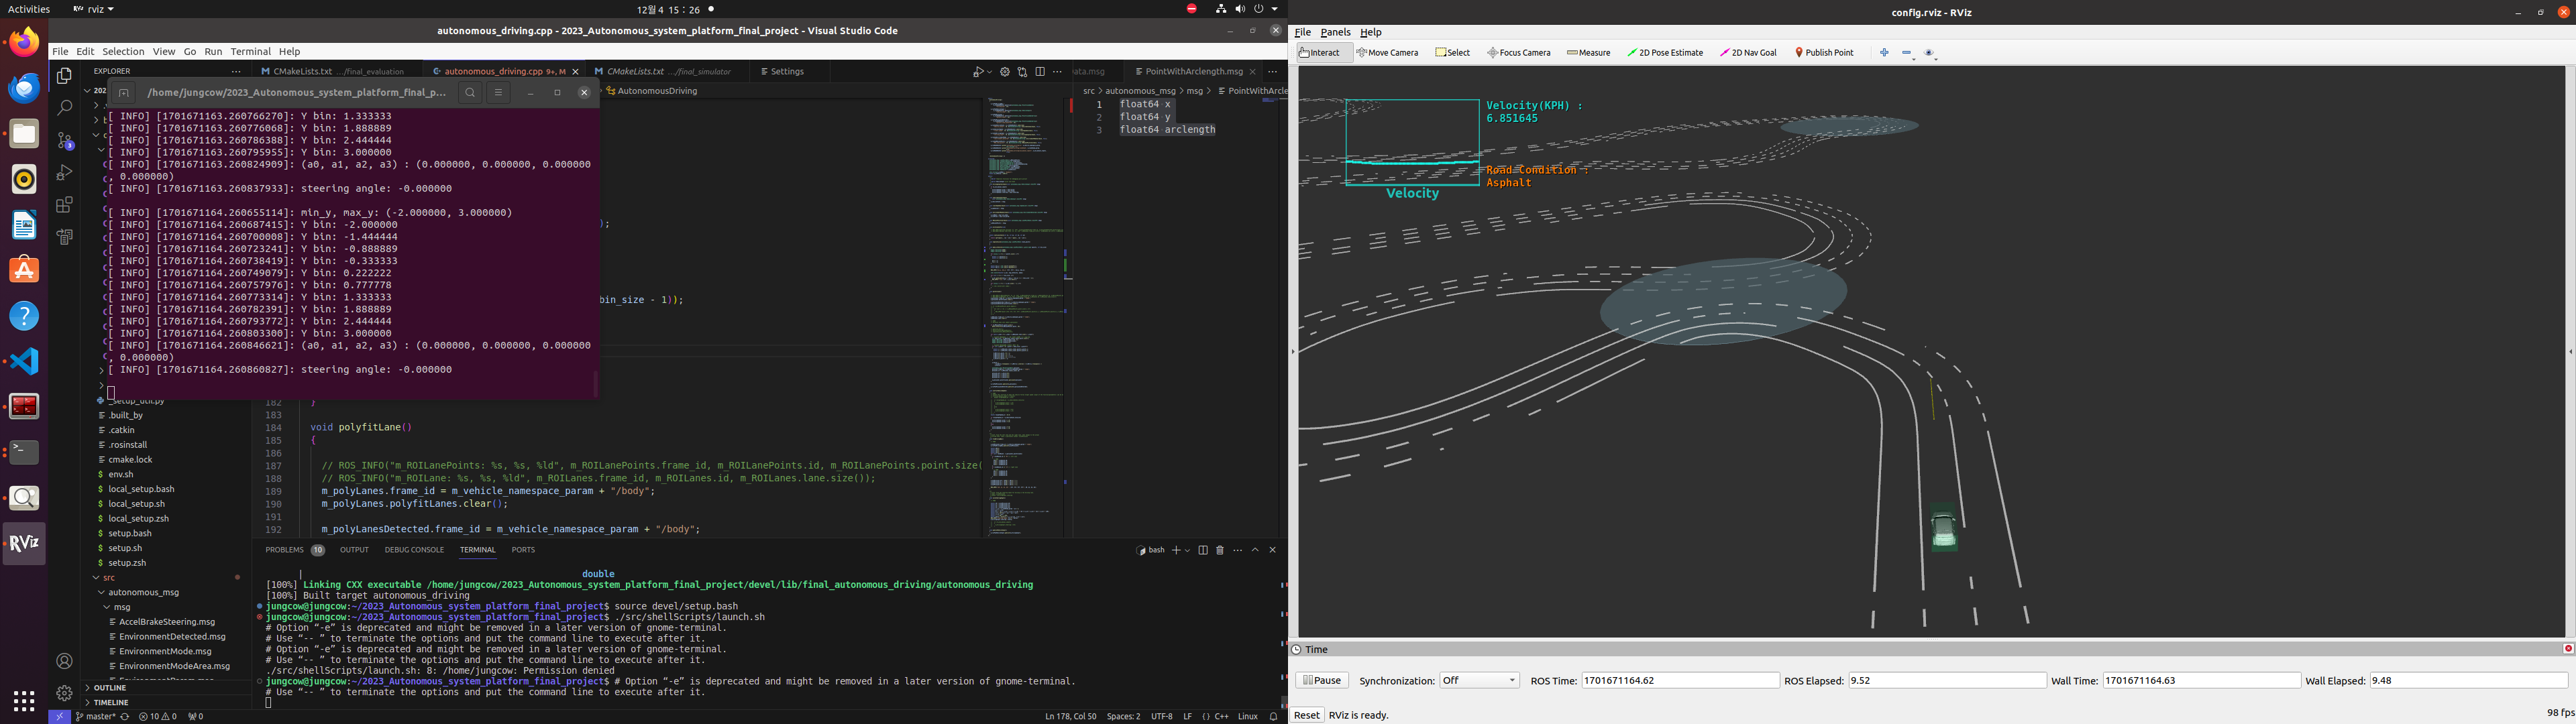 Activities
rviz
12월 4 15 : 26
autonomous_driving.cpp - 2023_Autonomous_system_platform_final_project - Visual Studio Code
File Edit Selection View Go Run Terminal Help
EXPLORER
CMakeLists.txt …/final_evaluation
autonomous_driving.cpp 9+, M
CMakeLists.txt …/final_simulator
Settings
ata.msg
PointWithArclength.msg
/home/jungcow/2023_Autonomous_system_platform_final_p...
AutonomousDriving
src > autonomous_msg > msg > PointWithArcle
1 float64 x
2 float64 y
3 float64 arclength
[ INFO] [1701671163.260766270]: Y bin: 1.333333
[ INFO] [1701671163.260776068]: Y bin: 1.888889
[ INFO] [1701671163.260786388]: Y bin: 2.444444
[ INFO] [1701671163.260795955]: Y bin: 3.000000
[ INFO] [1701671163.260824909]: (a0, a1, a2, a3) : (0.000000, 0.000000, 0.000000
, 0.000000)
[ INFO] [1701671163.260837933]: steering angle: -0.000000
[ INFO] [1701671164.260655114]: min_y, max_y: (-2.000000, 3.000000)
[ INFO] [1701671164.260687415]: Y bin: -2.000000
[ INFO] [1701671164.260700008]: Y bin: -1.444444
[ INFO] [1701671164.260723241]: Y bin: -0.888889
[ INFO] [1701671164.260738419]: Y bin: -0.333333
[ INFO] [1701671164.260749079]: Y bin: 0.222222
[ INFO] [1701671164.260757976]: Y bin: 0.777778
[ INFO] [1701671164.260773314]: Y bin: 1.333333
[ INFO] [1701671164.260782391]: Y bin: 1.888889
[ INFO] [1701671164.260793772]: Y bin: 2.444444
[ INFO] [1701671164.260803300]: Y bin: 3.000000
[ INFO] [1701671164.260846621]: (a0, a1, a2, a3) : (0.000000, 0.000000, 0.000000
, 0.000000)
[ INFO] [1701671164.260860827]: steering angle: -0.000000
);
bin_size - 1));
_setup_util.py
.built_by
.catkin
.rosinstall
cmake.lock
env.sh
local_setup.bash
local_setup.sh
local_setup.zsh
setup.bash
setup.sh
setup.zsh
src
autonomous_msg
msg
AccelBrakeSteering.msg
EnvironmentDetected.msg
EnvironmentMode.msg
EnvironmentModeArea.msg
EnvironmentParam.msg
OUTLINE
TIMELINE
182 }
183
184 void polyfitLane()
185 {
186
187 // ROS_INFO("m_ROILanePoints: %s, %s, %ld", m_ROILanePoints.frame_id, m_ROILanePoints.id, m_ROILanePoints.point.size(
188 // ROS_INFO("m_ROILane: %s, %s, %ld", m_ROILanes.frame_id, m_ROILanes.id, m_ROILanes.lane.size());
189 m_polyLanes.frame_id = m_vehicle_namespace_param + "/body";
190 m_polyLanes.polyfitLanes.clear();
191
192 m_polyLanesDetected.frame_id = m_vehicle_namespace_param + "/body";
PROBLEMS 10 OUTPUT DEBUG CONSOLE TERMINAL PORTS
bash
| double
[100%] Linking CXX executable /home/jungcow/2023_Autonomous_system_platform_final_project/devel/lib/final_autonomous_driving/autonomous_driving
[100%] Built target autonomous_driving
jungcow@jungcow:~/2023_Autonomous_system_platform_final_project$ source devel/setup.bash
jungcow@jungcow:~/2023_Autonomous_system_platform_final_project$ ./src/shellScripts/launch.sh
# Option “-e” is deprecated and might be removed in a later version of gnome-terminal.
# Use “-- ” to terminate the options and put the command line to execute after it.
# Option “-e” is deprecated and might be removed in a later version of gnome-terminal.
# Use “-- ” to terminate the options and put the command line to execute after it.
./src/shellScripts/launch.sh: 8: /home/jungcow: Permission denied
jungcow@jungcow:~/2023_Autonomous_system_platform_final_project$ # Option “-e” is deprecated and might be removed in a later version of gnome-terminal.
# Use “-- ” to terminate the options and put the command line to execute after it.
master* 10 0 0
Ln 178, Col 50 Spaces: 2 UTF-8 LF {} C++ Linux
config.rviz - RViz
File Panels Help
Interact Move Camera Select Focus Camera Measure 2D Pose Estimate 2D Nav Goal Publish Point
Velocity(KPH) :
6.851645
Road Condition :
Asphalt
Velocity
Time
Pause Synchronization: Off ROS Time: 1701671164.62 ROS Elapsed: 9.52 Wall Time: 1701671164.63 Wall Elapsed: 9.48
Reset RViz is ready.
98 fps
RViz